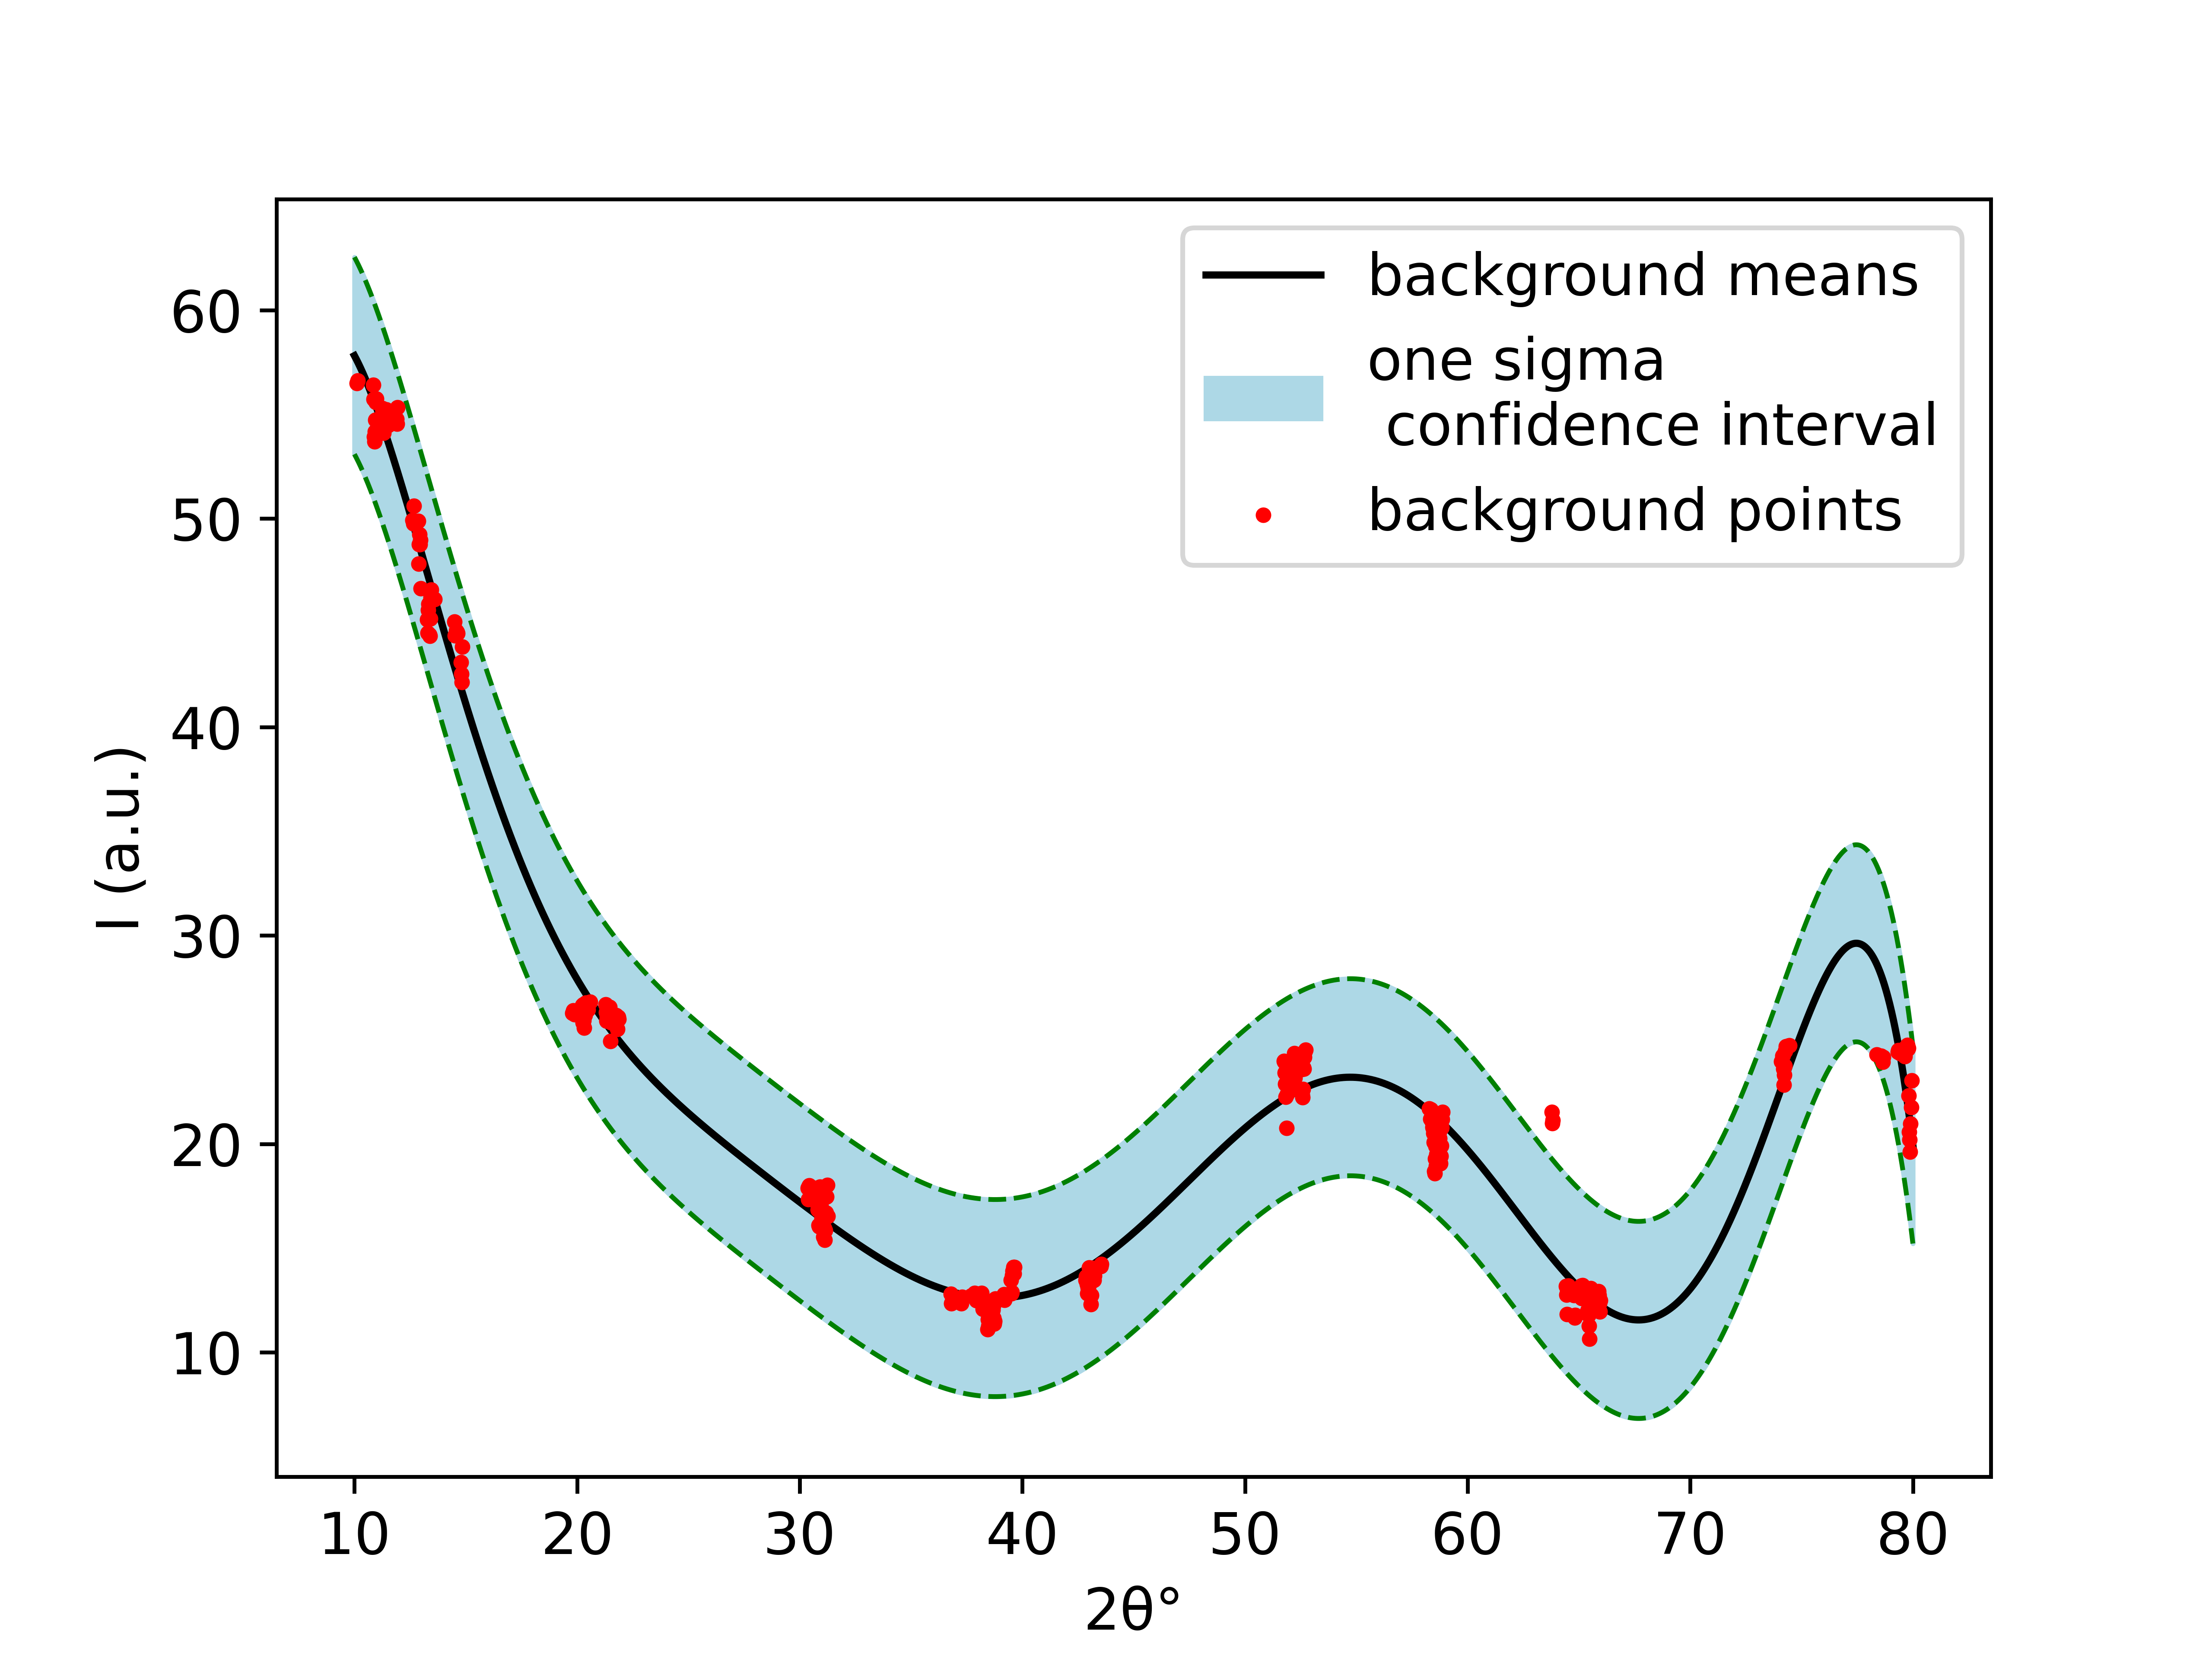 background means
one sigma
confidence interval
background points
60
50
40
30
20
10
I (a.u.)
10 20 30 40 50 60 70 80
2θ°